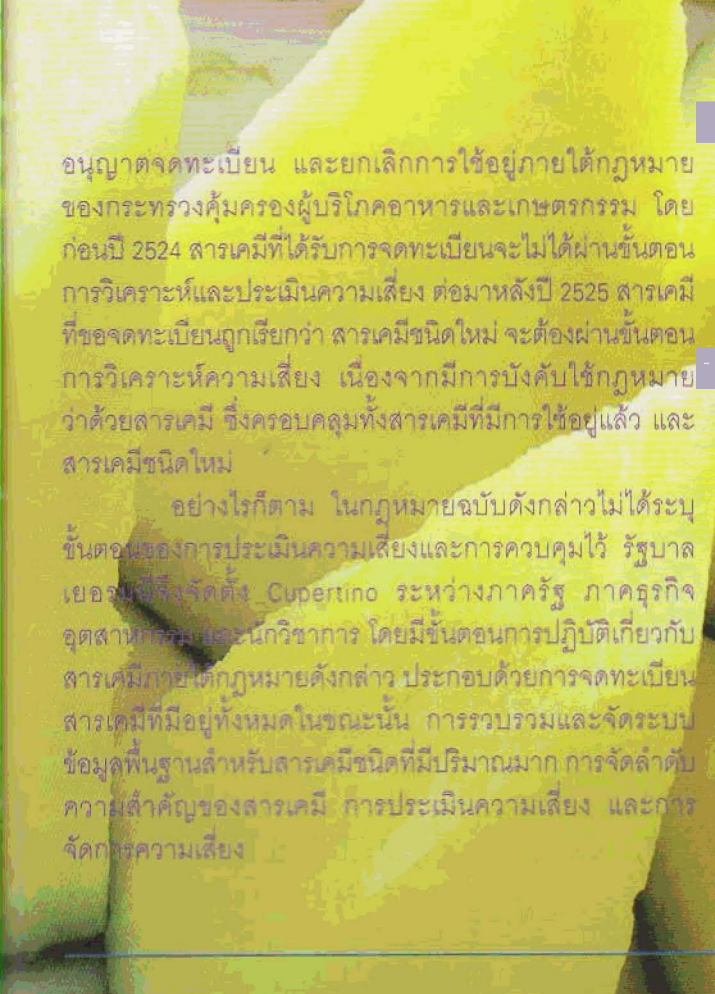 อนุญาตจดทะเบียน และยกเลิกการใช้อยู่ภายใต้กฎหมาย
ของกระทรวงคุ้มครองผู้บริโภคอาหารและเกษตรกรรม โดย
ก่อนปี 2524 สารเคมีที่ได้รับการจดทะเบียนจะไม่ได้ผ่านขั้นตอน
การวิเคราะห์และประเมินความเสี่ยง ต่อมาหลังปี 2525 สารเคมี
ที่ขอจดทะเบียนถูกเรียกว่า สารเคมีชนิดใหม่ จะต้องผ่านขั้นตอน
การวิเคราะห์ความเสี่ยง เนื่องจากมีการบังคับใช้กฎหมาย
ว่าด้วยสารเคมี ซึ่งครอบคลุมทั้งสารเคมีที่มีการใช้อยู่แล้ว และ
สารเคมีชนิดใหม่
อย่างไรก็ตาม ในกฎหมายฉบับดังกล่าวไม่ได้ระบุ
ขั้นตอนของการประเมินความเสี่ยงและการควบคุมไว้ รัฐบาล
เยอรมนีจึงจัดตั้ง Cupertino ระหว่างภาครัฐ ภาคธุรกิจ
อุตสาหกรรม และนักวิชาการ โดยมีขั้นตอนการปฏิบัติเกี่ยวกับ
สารเคมีภายใต้กฎหมายดังกล่าว ประกอบด้วยการจดทะเบียน
สารเคมีที่มีอยู่ทั้งหมดในขณะนั้น การรวบรวมและจัดระบบ
ข้อมูลพื้นฐานสำหรับสารเคมีชนิดที่มีปริมาณมาก การจัดลำดับ
ความสำคัญของสารเคมี การประเมินความเสี่ยง และการ
จัดการความเสี่ยง